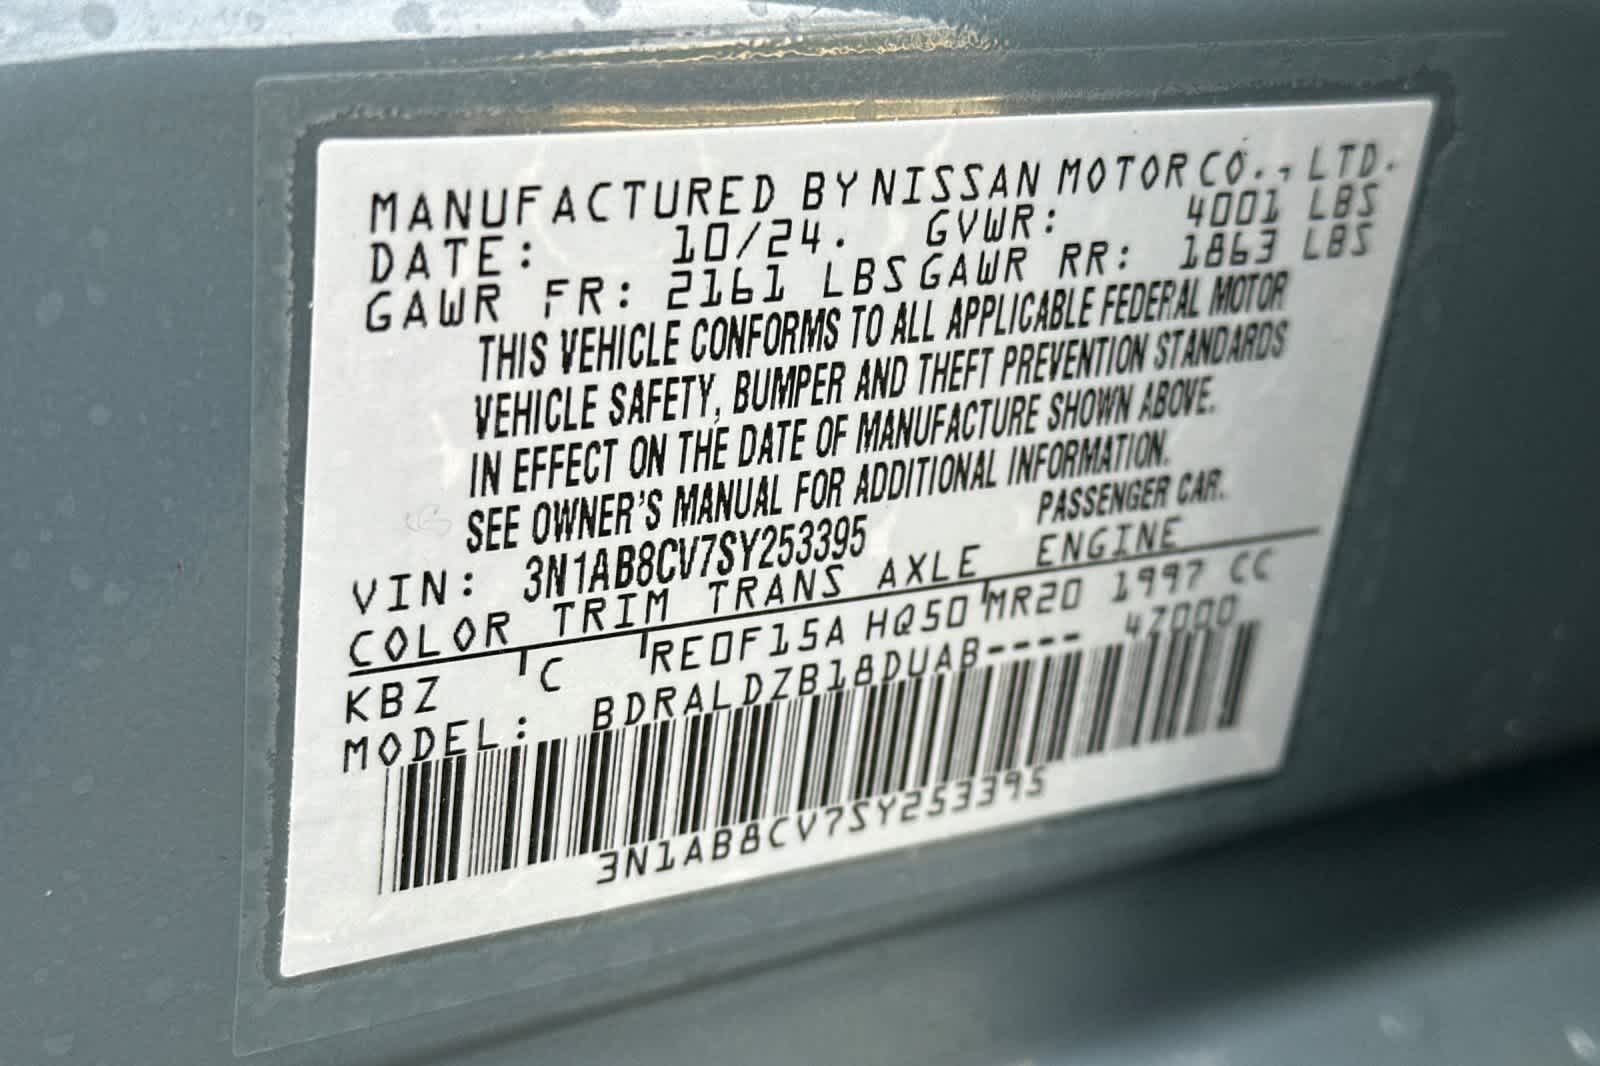 MANUFACTURED BY NISSAN MOTOR CO., LTD.
DATE: 10/24. GVWR: 4001 LBS
GAWR FR: 2161 LBS GAWR RR: 1863 LBS
THIS VEHICLE CONFORMS TO ALL APPLICABLE FEDERAL MOTOR
VEHICLE SAFETY, BUMPER AND THEFT PREVENTION STANDARDS
IN EFFECT ON THE DATE OF MANUFACTURE SHOWN ABOVE.
SEE OWNER'S MANUAL FOR ADDITIONAL INFORMATION.
VIN: 3N1AB8CV7SY253395 PASSENGER CAR.
COLOR TRIM TRANS AXLE ENGINE
KBZ C RE0F15A HQ50 MR20 1997 CC
MODEL: BDRALDZB18DUAB---- 4Z000
3N1AB8CV7SY253395